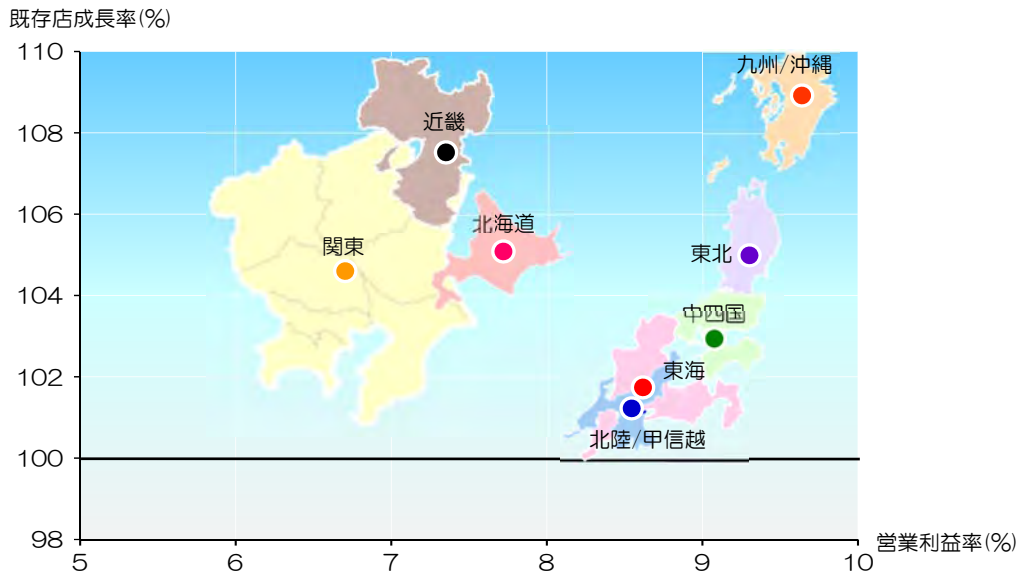 既存店成長率(%)
110
九州/沖縄
108
近畿
106
北海道
関東
東北
104
中四国
102
東海
北陸/甲信越
100
98
営業利益率(%)
5
6
7
8
9
10